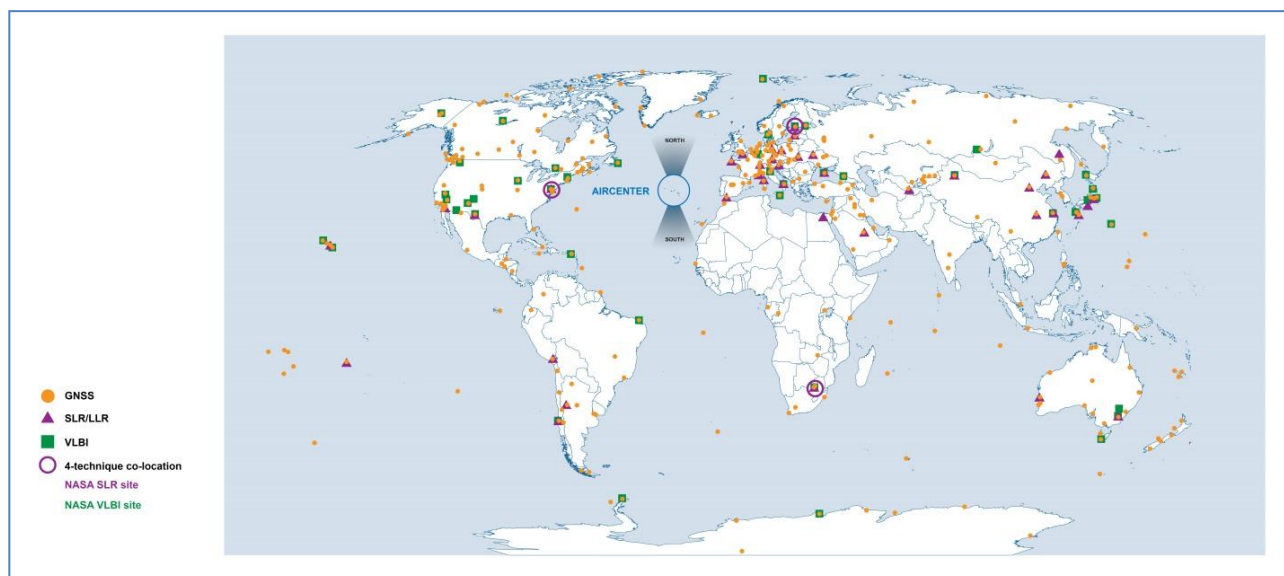 NORTH
AIRCENTER
SOUTH
GNSS
SLR/LLR
VLBI
4-technique co-location
NASA SLR site
NASA VLBI site